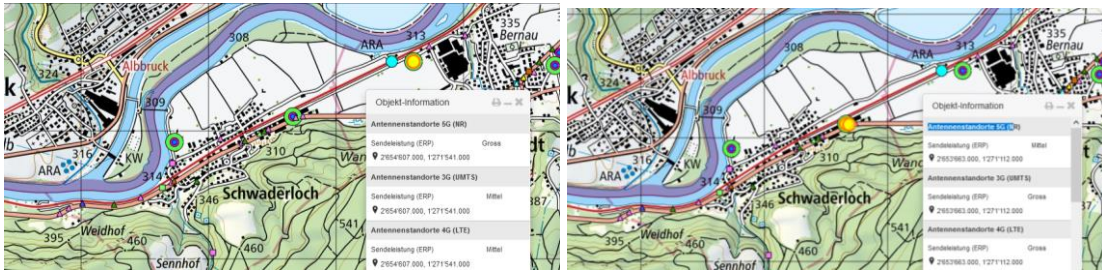 324
Albbruck
308
ARA
313
335
Bernau
309
KW
316
ARA
314
310
Schwaderloch
346
395
Weidhof
460
460
Sennhof
541
Objekt-Information
Antennenstandorte 5G (NR)
Sendeleistung (ERP) Gross
2'654'607.000, 1'271'541.000
Antennenstandorte 3G (UMTS)
Sendeleistung (ERP) Mittel
2'654'607.000, 1'271'541.000
Antennenstandorte 4G (LTE)
Sendeleistung (ERP) Mittel
2'654'607.000, 1'271'541.000
324
Albbruck
308
ARA
313
335
Bernau
309
KW
316
ARA
314
310
Schwaderloch
346
395
Weidhof
460
460
Sennhof
541
387
Objekt-Information
Antennenstandorte 5G (NR)
Sendeleistung (ERP) Mittel
2'653'663.000, 1'271'112.000
Antennenstandorte 3G (UMTS)
Sendeleistung (ERP) Mittel
2'653'663.000, 1'271'112.000
Antennenstandorte 4G (LTE)
Sendeleistung (ERP) Gross
2'653'663.000, 1'271'112.000